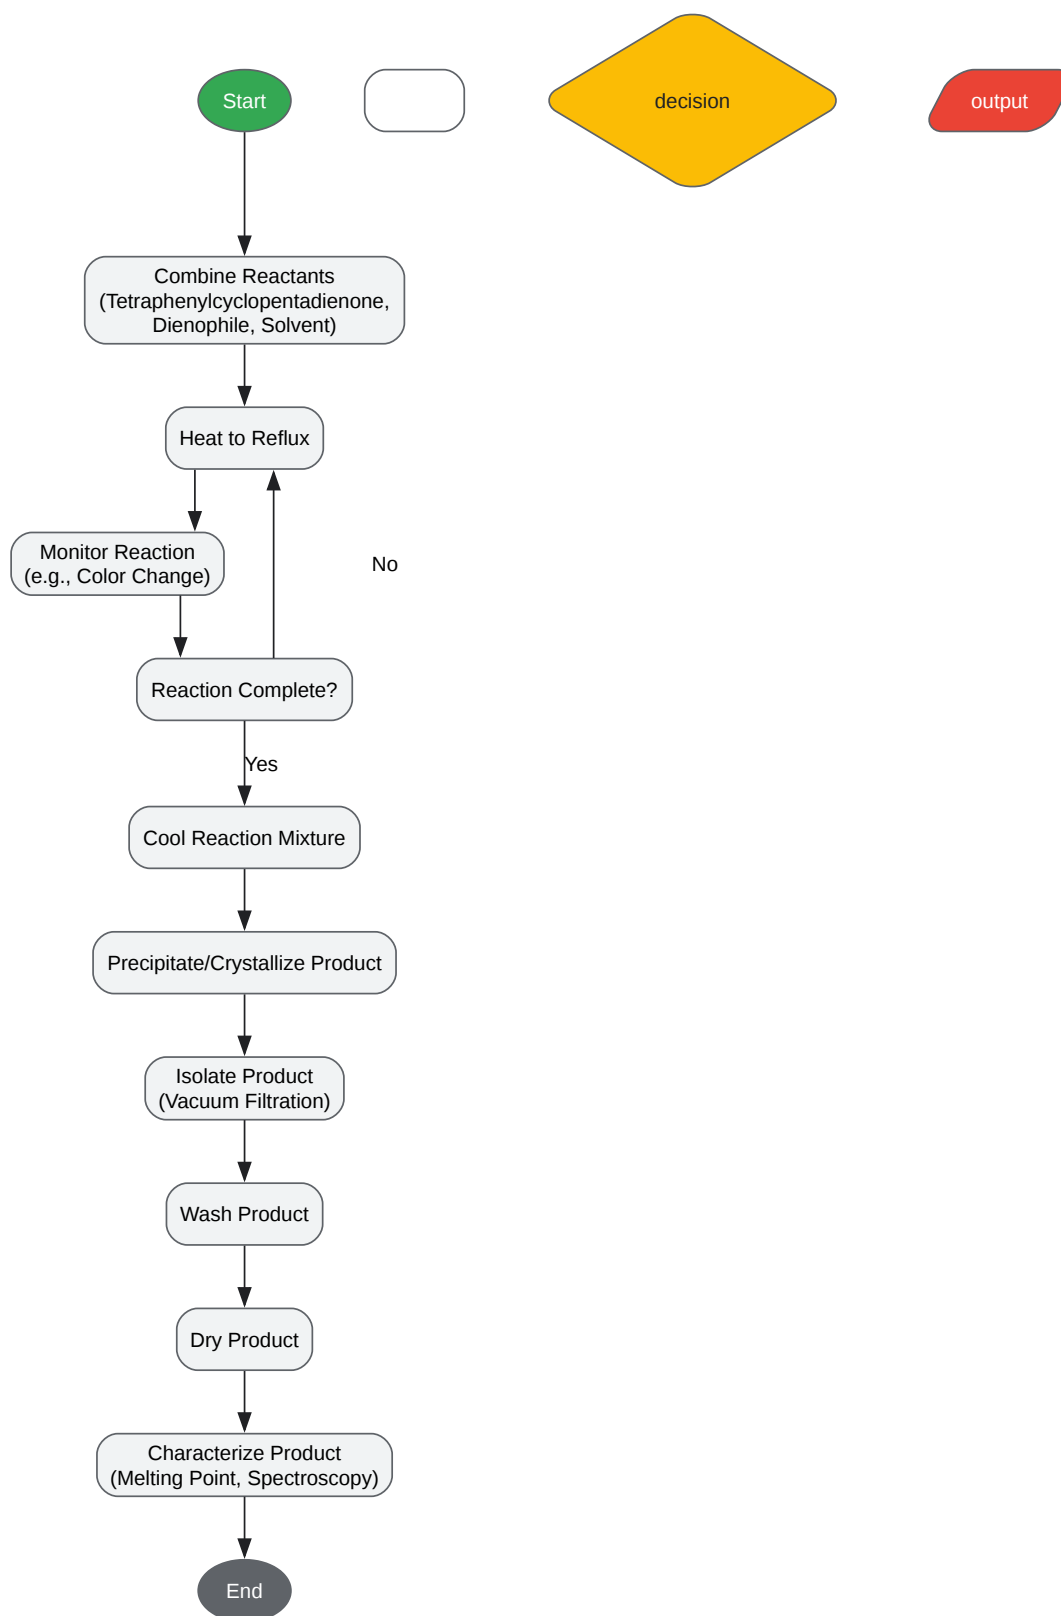 Start
decision
output
Combine Reactants
(Tetraphenylcyclopentadienone,
Dienophile, Solvent)
Heat to Reflux
Monitor Reaction
(e.g., Color Change)
No
Reaction Complete?
Yes
Cool Reaction Mixture
Precipitate/Crystallize Product
Isolate Product
(Vacuum Filtration)
Wash Product
Dry Product
Characterize Product
(Melting Point, Spectroscopy)
End